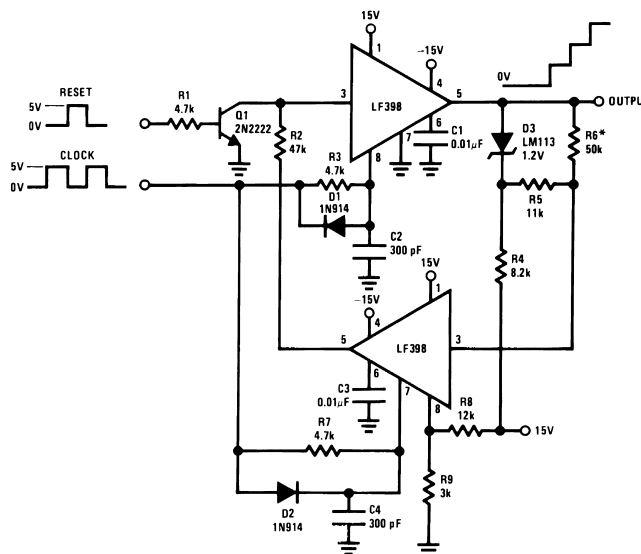 15V
1
-15V
4
0V
RESET
5V
0V
R1
4.7k
Q1
2N2222
3
LF398
5
OUTPU
R2
47k
6
7
C1
0.01μF
D3
LM113
1.2V
R6*
50k
CLOCK
5V
0V
R3
4.7k
8
D1
1N914
R5
11k
C2
300 pF
15V
R4
8.2k
-15V
1
4
5
LF398
3
6
C3
0.01μF
7
8
R8
12k
15V
R7
4.7k
R9
3k
D2
1N914
C4
300 pF